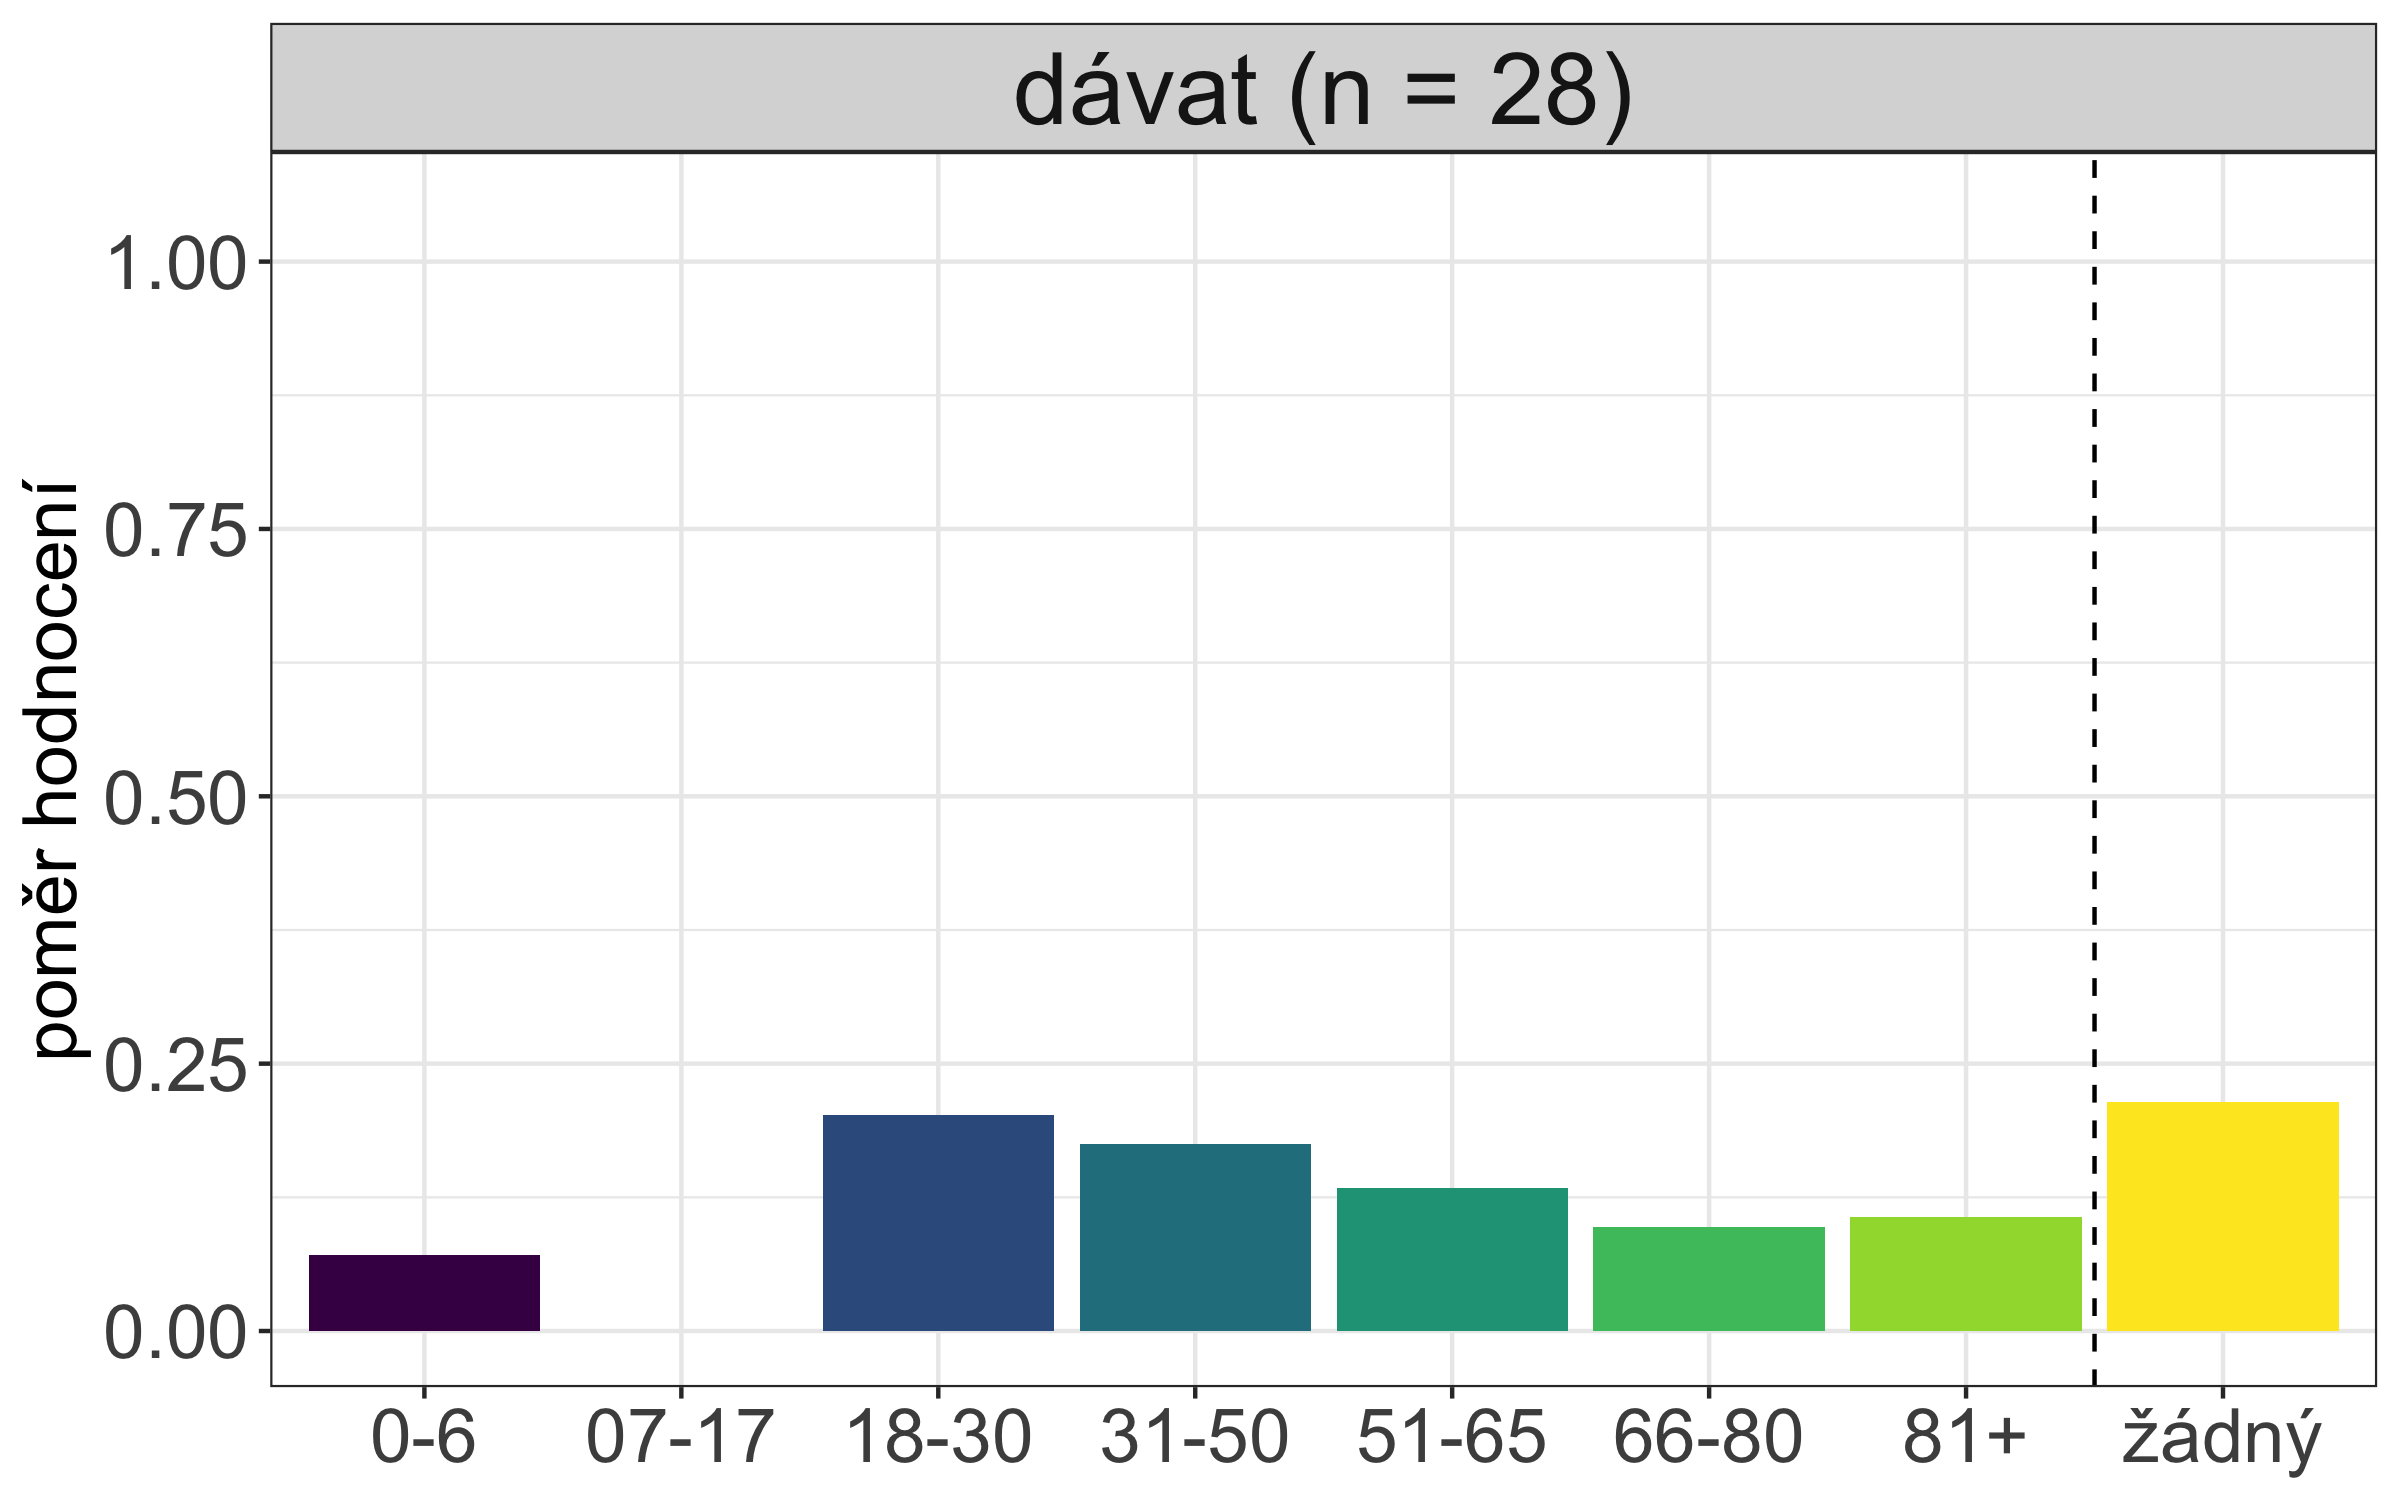 dávat (n = 28)
poměr hodnocení
1.00
0.75
0.50
0.25
0.00
0-6 07-17 18-30 31-50 51-65 66-80 81+ žádný